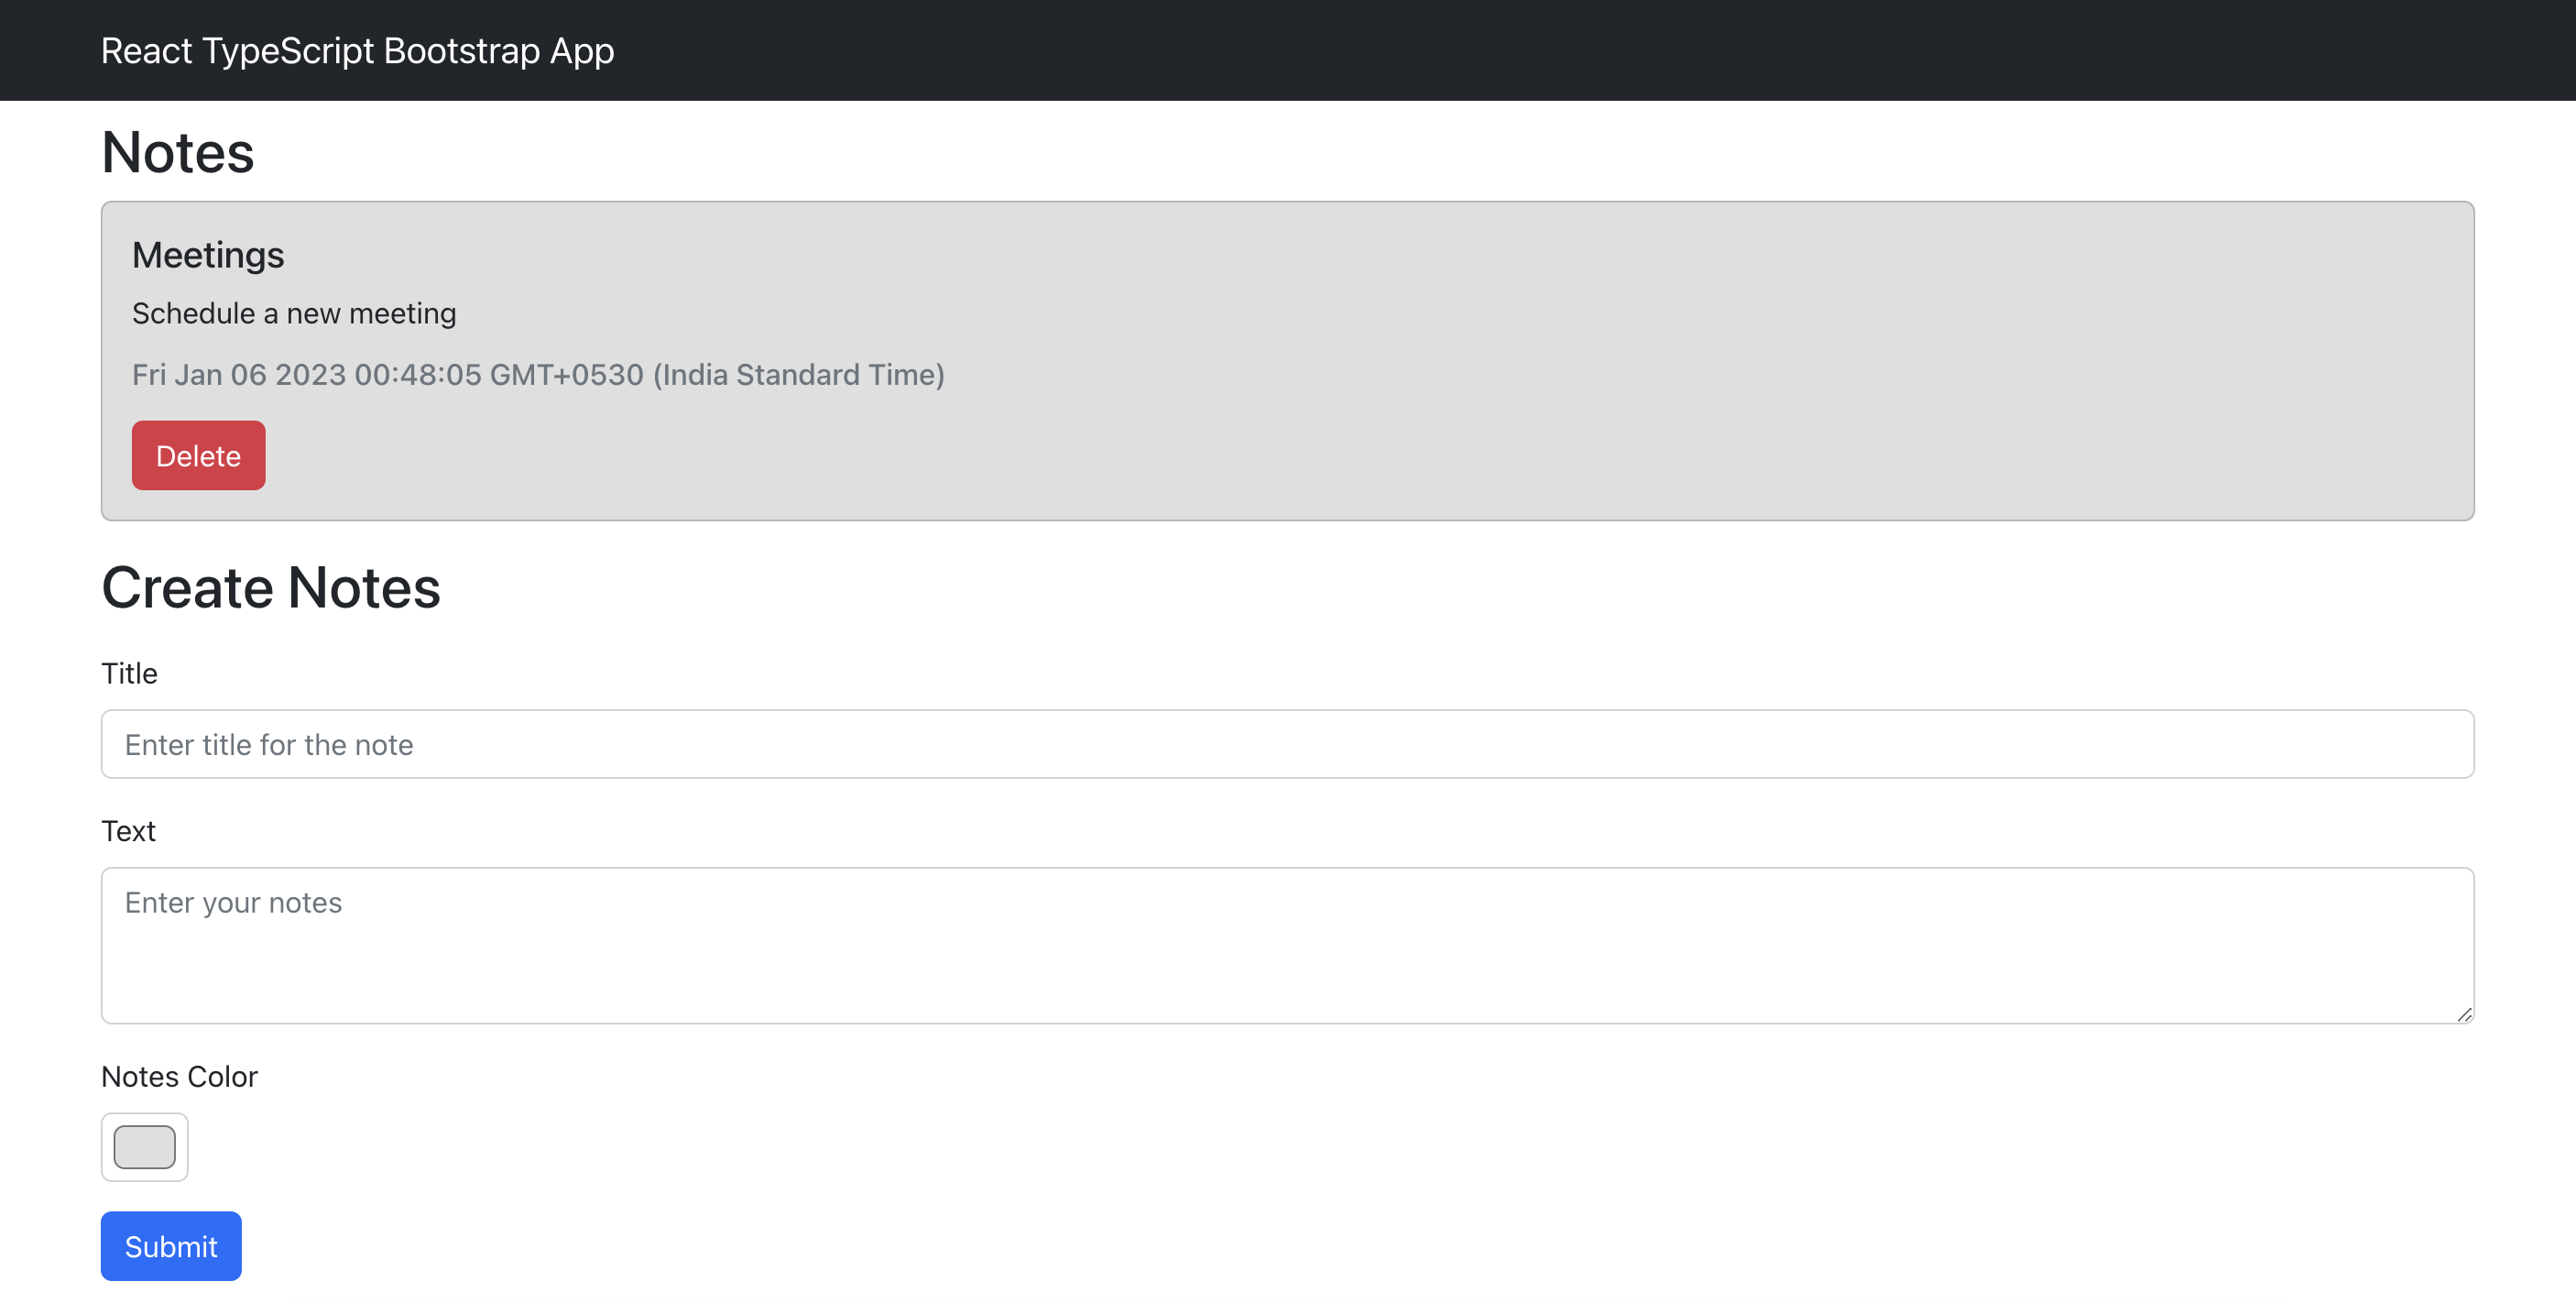 React TypeScript Bootstrap App
Notes
Meetings
Schedule a new meeting
Fri Jan 06 2023 00:48:05 GMT+0530 (India Standard Time)
Delete
Create Notes
Title
Enter title for the note
Text
Enter your notes
Notes Color
Submit